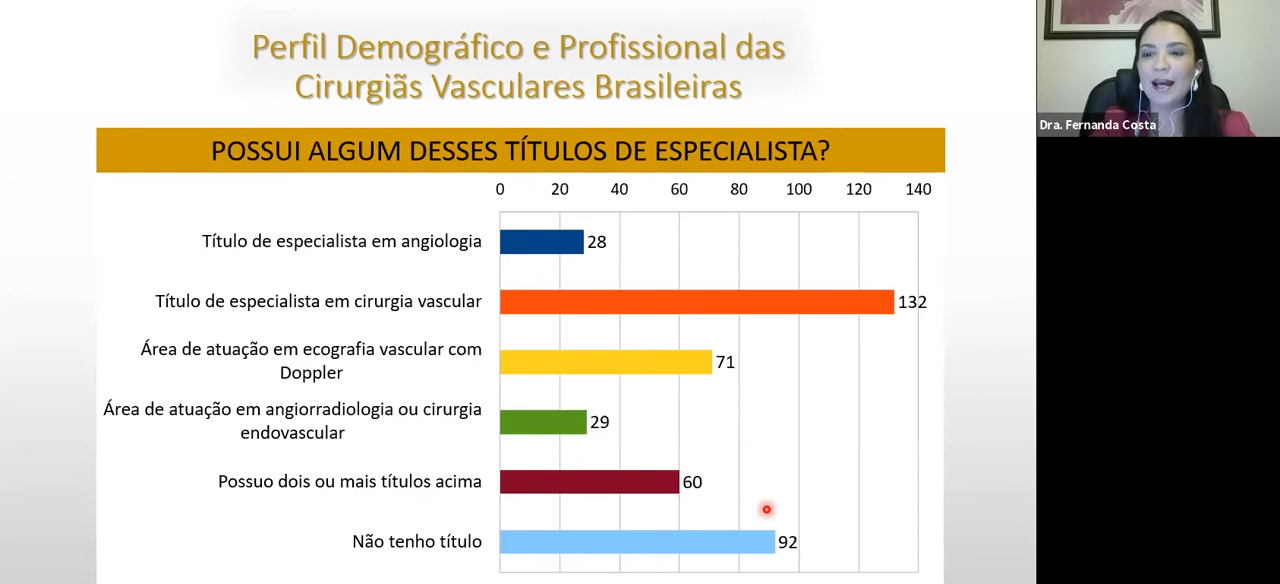 Perfil Demográfico e Profissional das
Cirurgiãs Vasculares Brasileiras
Dra. Fernanda Costa
POSSUI ALGUM DESSES TÍTULOS DE ESPECIALISTA?
0 20 40 60 80 100 120 140
Título de especialista em angiologia 28
Título de especialista em cirurgia vascular 132
Área de atuação em ecografia vascular com
Doppler 71
Área de atuação em angiorradiologia ou cirurgia
endovascular 29
Possuo dois ou mais títulos acima 60
Não tenho título 92